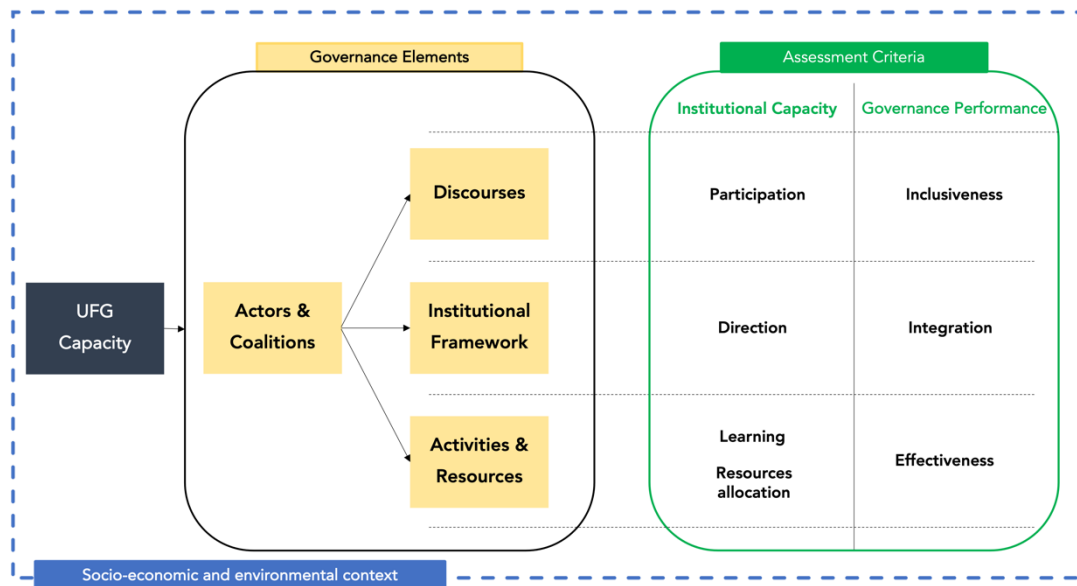 Governance Elements
Assessment Criteria
Institutional Capacity
Governance Performance
Discourses
Participation
Inclusiveness
UFG
Capacity
Actors &
Coalitions
Institutional
Framework
Direction
Integration
Activities &
Resources
Learning
Resources
allocation
Effectiveness
Socio-economic and environmental context